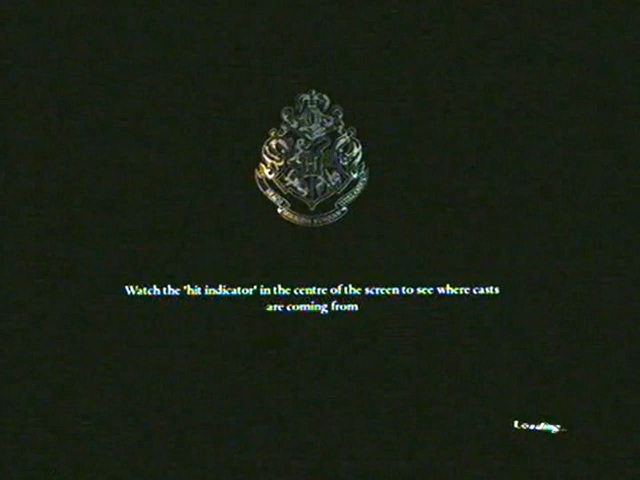 Watch the 'hit indicator' in the centre of the screen to see where casts
are coming from
Loading...